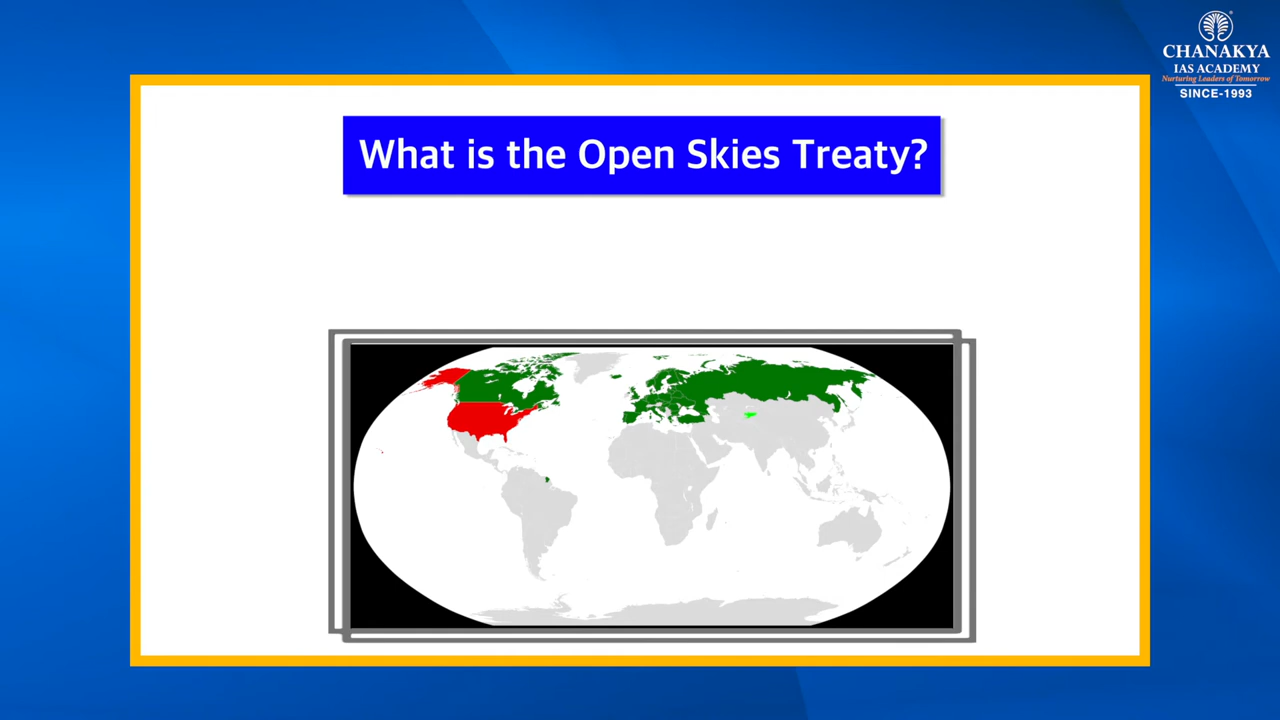 CHANAKYA
IAS ACADEMY
Nurturing Leaders of Tomorrow
SINCE-1993
What is the Open Skies Treaty?